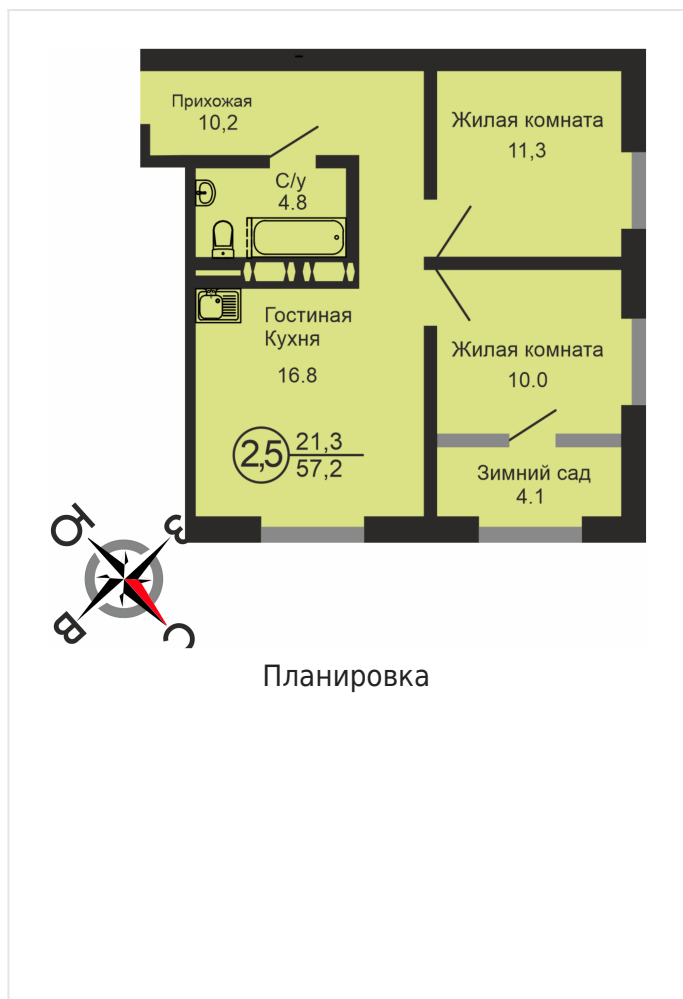 Прихожая
10,2
Жилая комната
11,3
С/у
4.8
Гостиная
Кухня
16.8
Жилая комната
10.0
2,5
21,3
57,2
Зимний сад
4.1
Ю
З
В
С
Планировка